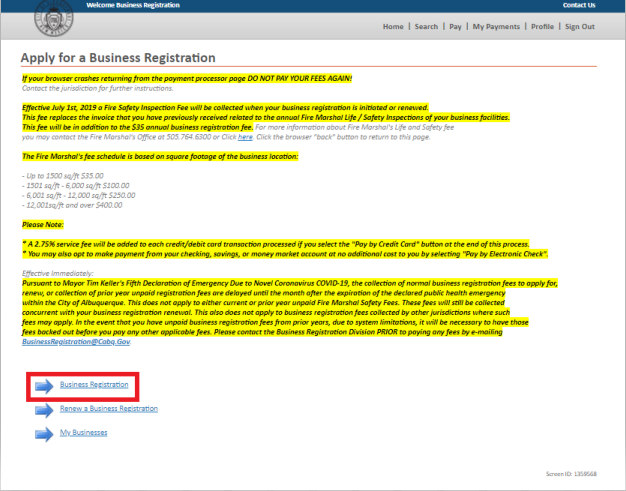 Welcome Business Registration
Contact Us
Home | Search | Pay | My Payments | Profile | Sign Out
Apply for a Business Registration
If your browser crashes returning from the payment processor page DO NOT PAY YOUR FEES AGAIN!
Contact the jurisdiction for further instructions.
Effective July 1st, 2019 a Fire Safety Inspection Fee will be collected when your business registration is initiated or renewed.
This fee replaces the invoice that you have previously received related to the annual Fire Marshal Life / Safety Inspections of your business facilities.
This fee will be in addition to the $35 annual business registration fee. For more information about Fire Marshal's Life and Safety fee
you may contact the Fire Marshal's Office at 505.764.6300 or Click here. Click the browser "back" button to return to this page.
The Fire Marshal's fee schedule is based on square footage of the business location:
- Up to 1500 sq/ft $35.00
- 1501 sq/ft - 6,000 sq/ft $100.00
- 6,001 sq/ft - 12,000 sq/ft $250.00
- 12,001sq/ft and over $400.00
Please Note:
* A 2.75% service fee will be added to each credit/debit card transaction processed if you select the "Pay by Credit Card" button at the end of this process.
* You may also opt to make payment from your checking, savings, or money market account at no additional cost to you by selecting "Pay by Electronic Check".
Effective Immediately:
Pursuant to Mayor Tim Keller's Fifth Declaration of Emergency Due to Novel Coronavirus COVID-19, the collection of normal business registration fees to apply for,
renew, or collection of prior year unpaid registration fees are delayed until the month after the expiration of the declared public health emergency
within the City of Albuquerque. This does not apply to either current or prior year unpaid Fire Marshal Safety Fees. These fees will still be collected
concurrent with your business registration renewal. This also does not apply to business registration fees collected by other jurisdictions where such
fees may apply. In the event that you have unpaid business registration fees from prior years, due to system limitations, it will be necessary to have those
fees backed out before you pay any other applicable fees. Please contact the Business Registration Division PRIOR to paying any fees by e-mailing
BusinessRegistration@Cabq.Gov.
Business Registration
Renew a Business Registration
My Businesses
Screen ID: 1359568